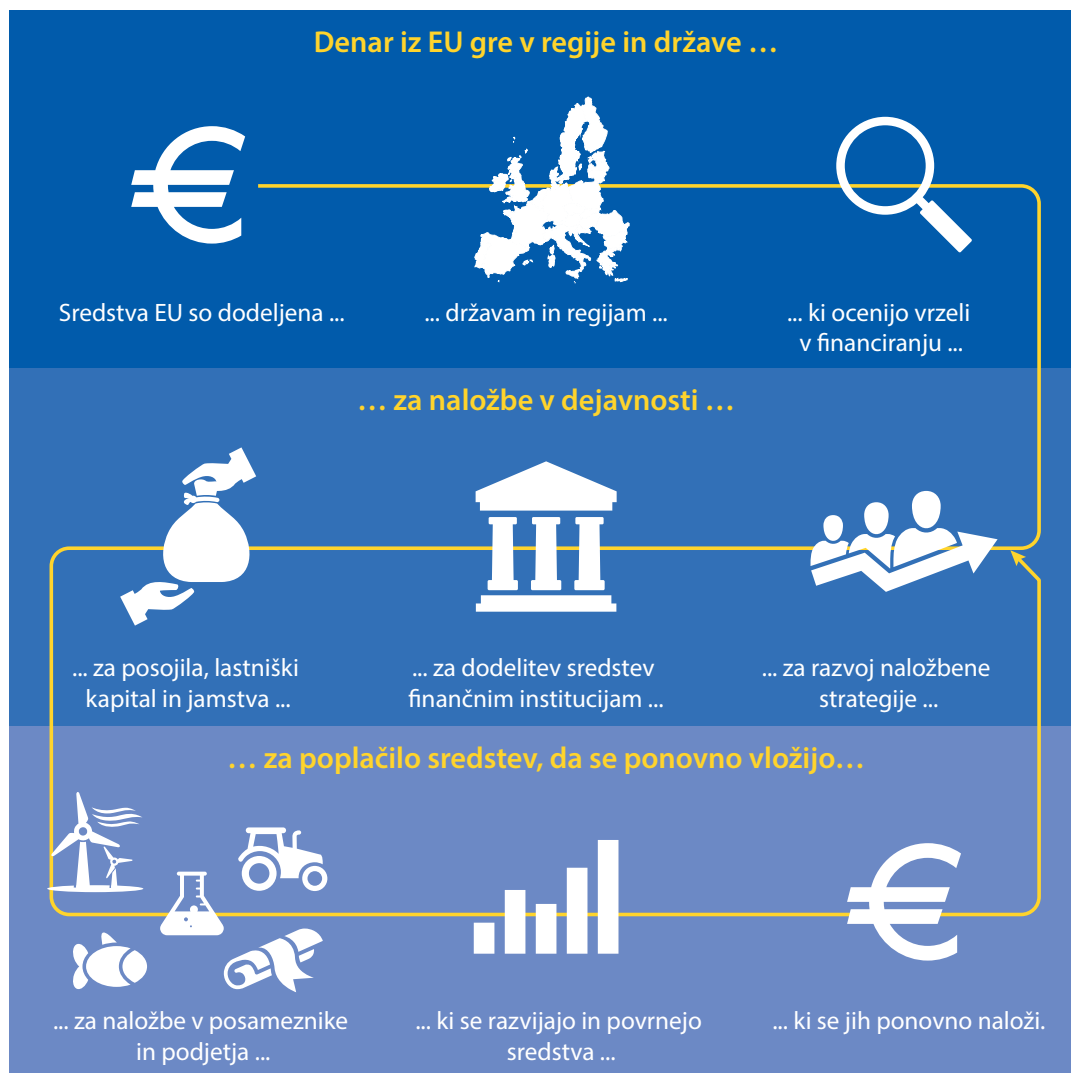 Denar iz EU gre v regije in države …
Sredstva EU so dodeljena ...
... državam in regijam ...
... ki ocenijo vrzeli
v financiranju ...
… za naložbe v dejavnosti …
... za posojila, lastniški
kapital in jamstva ...
... za dodelitev sredstev
finančnim institucijam ...
... za razvoj naložbene
strategije ...
… za poplačilo sredstev, da se ponovno vložijo…
... za naložbe v posameznike
in podjetja ...
... ki se razvijajo in povrnejo
sredstva ...
... ki se jih ponovno naloži.